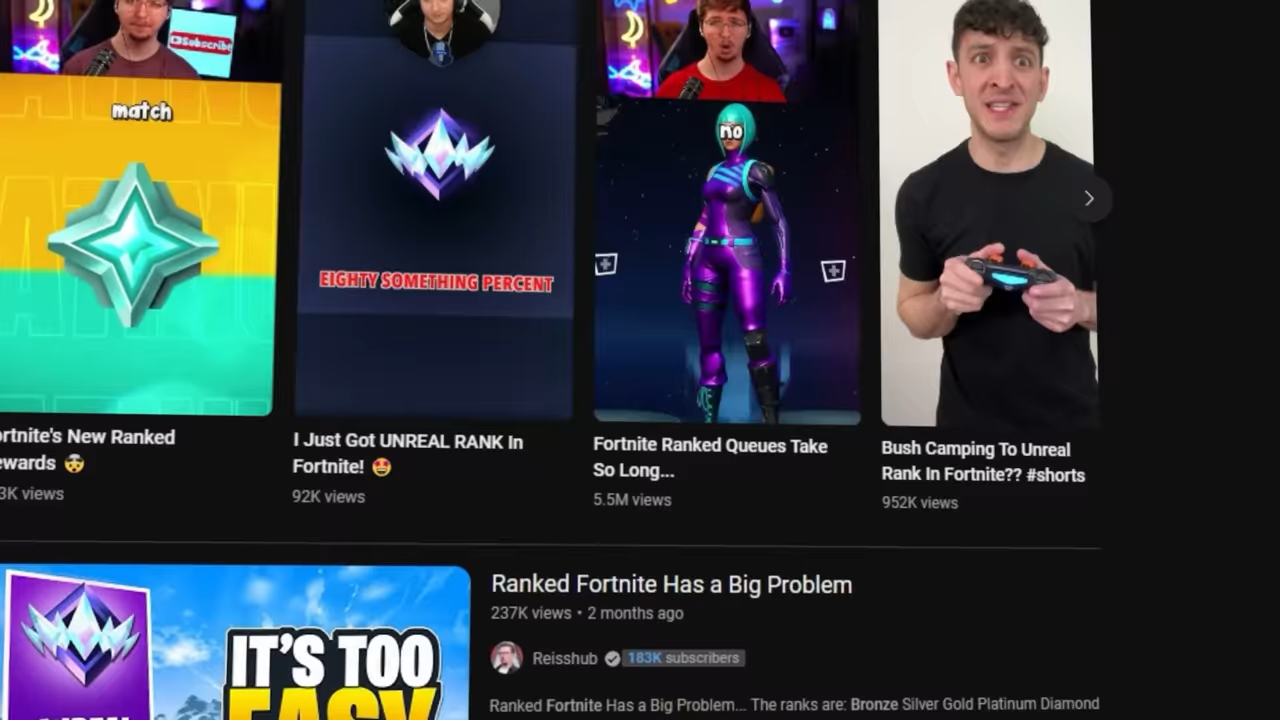 Subscribe
match
no
EIGHTY SOMETHING PERCENT
ortnite's New Ranked
ewards 🤯
3K views
I Just Got UNREAL RANK In
Fortnite! 🤩
92K views
Fortnite Ranked Queues Take
So Long...
5.5M views
Bush Camping To Unreal
Rank In Fortnite?? #shorts
952K views
IT'S TOO
EASY
Ranked Fortnite Has a Big Problem
237K views • 2 months ago
Reisshub 183K subscribers
Ranked Fortnite Has a Big Problem... The ranks are: Bronze Silver Gold Platinum Diamond